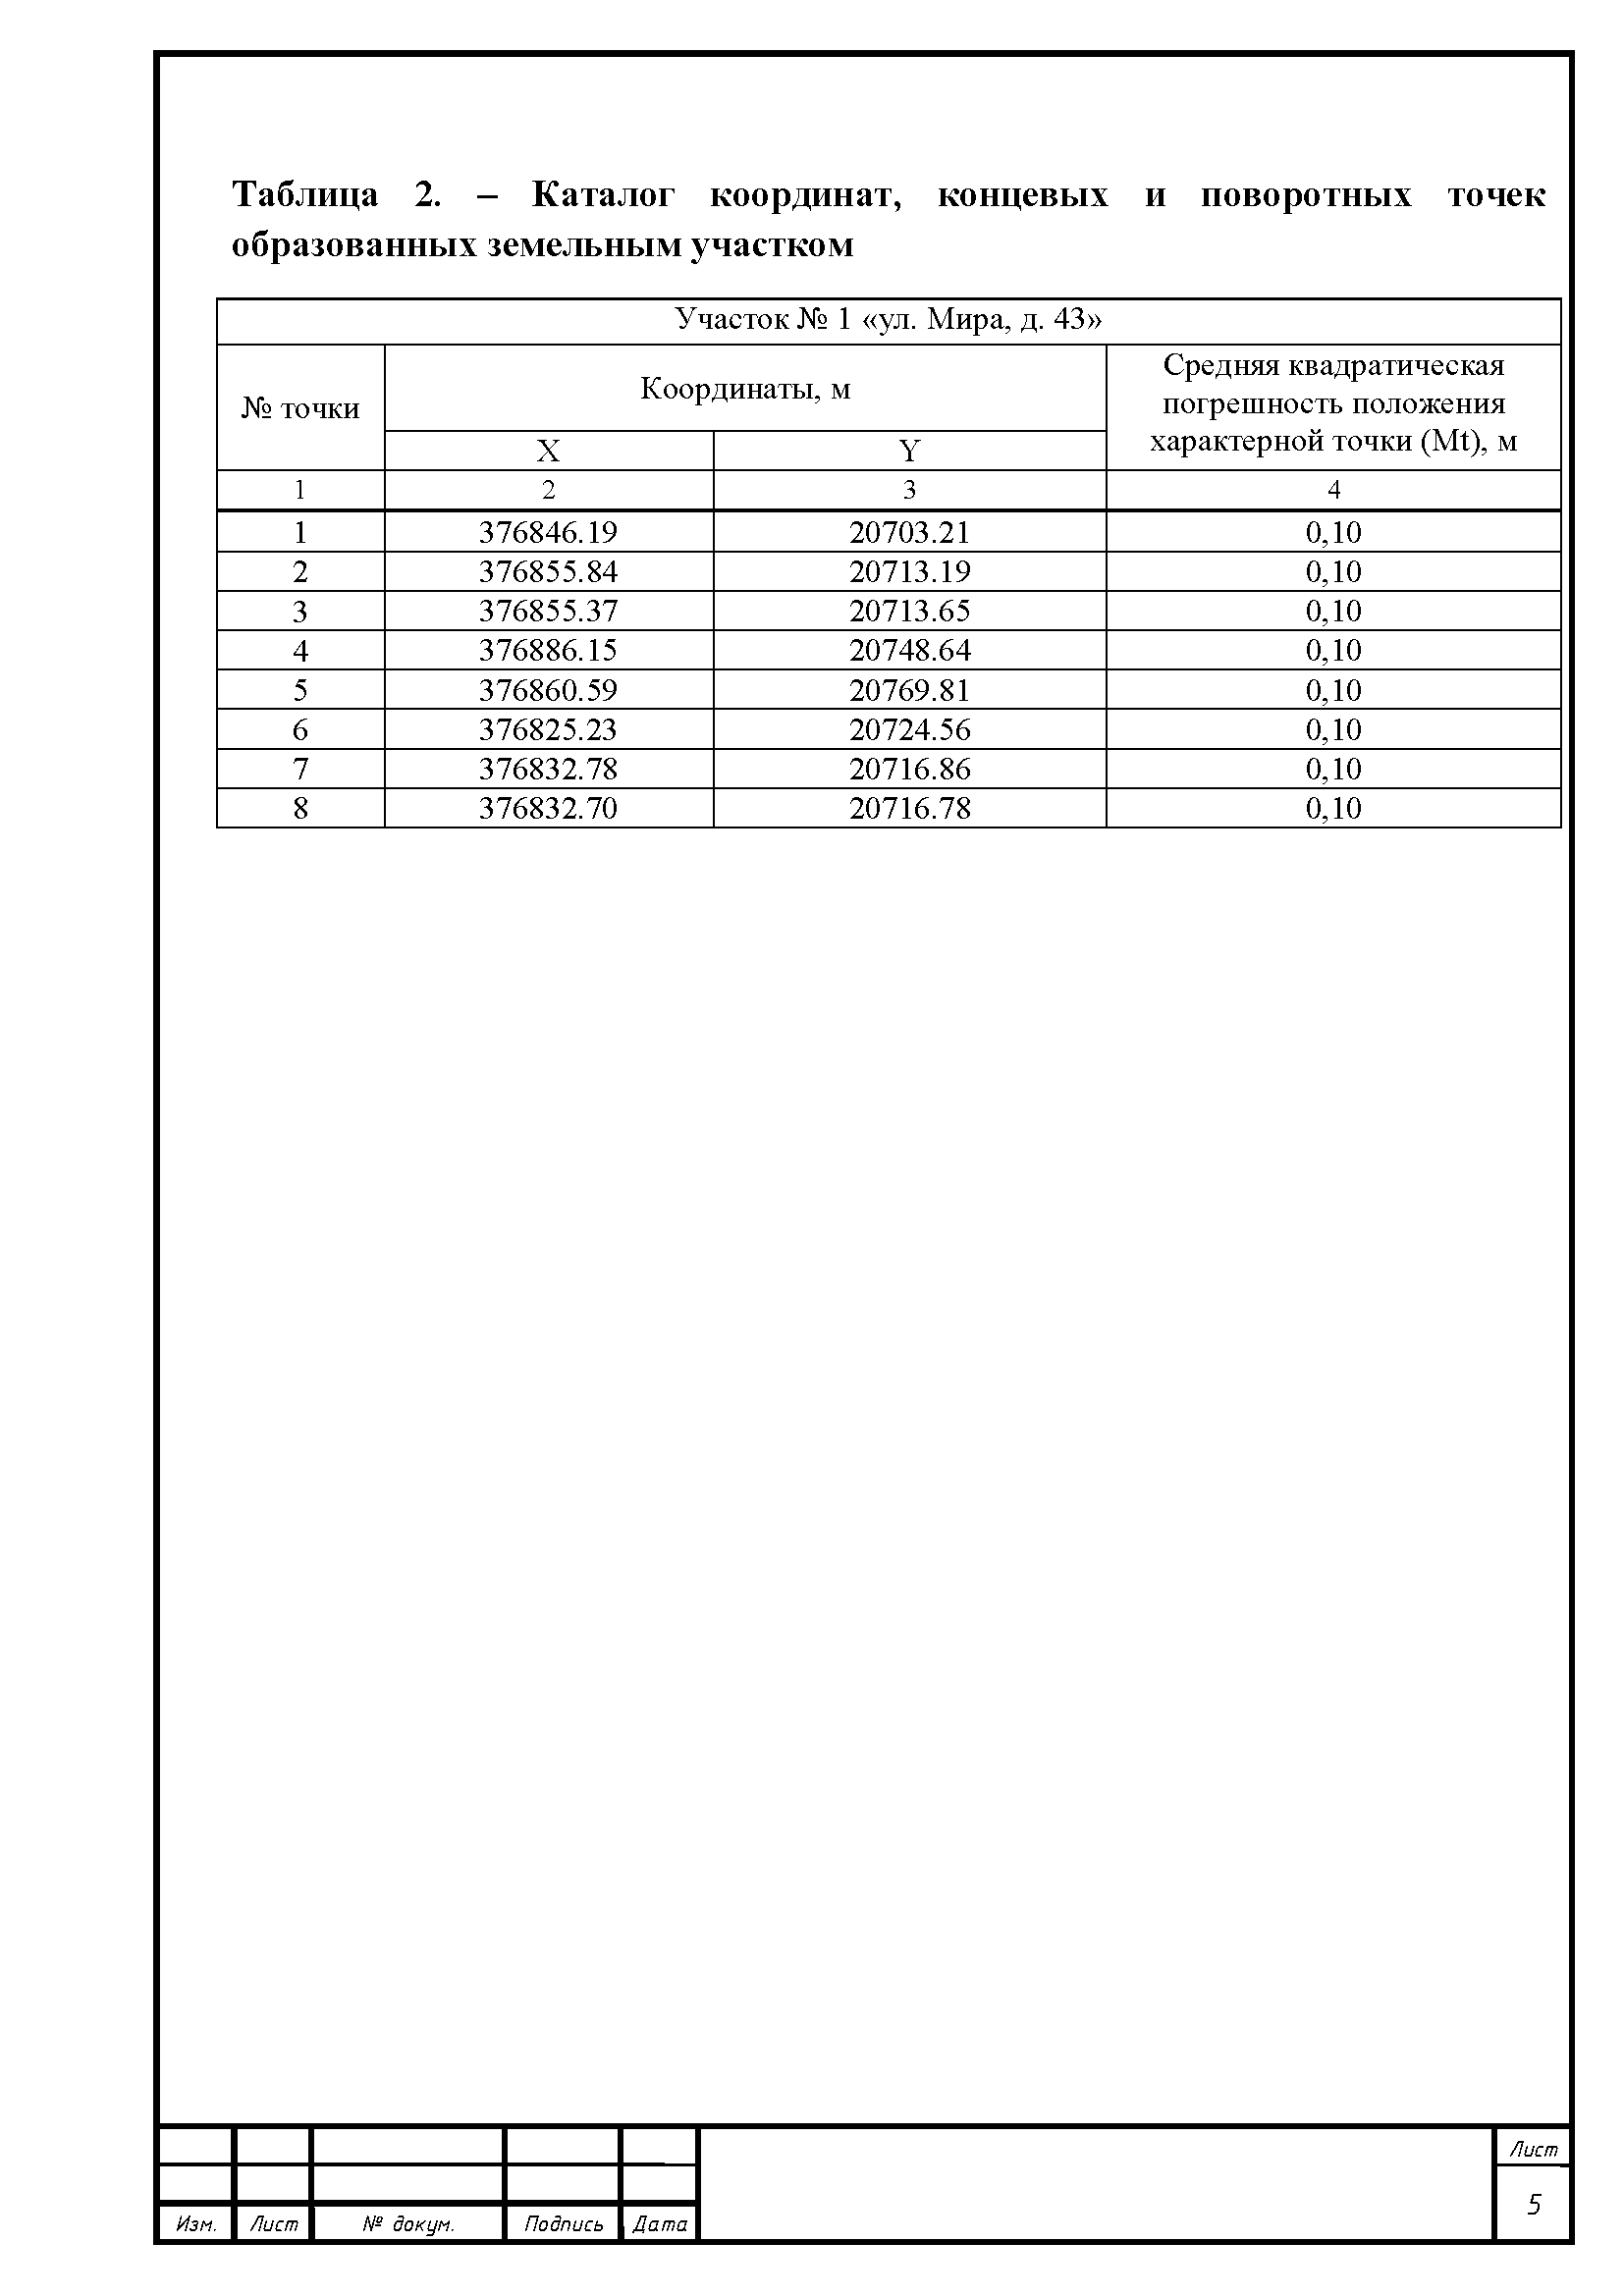 Таблица 2. – Каталог координат, концевых и поворотных точек
образованных земельным участком
Участок № 1 «ул. Мира, д. 43»
№ точки Координаты, м Средняя квадратическая
погрешность положения
характерной точки (Mt), м
X Y
1 2 3 4
1 376846.19 20703.21 0,10
2 376855.84 20713.19 0,10
3 376855.37 20713.65 0,10
4 376886.15 20748.64 0,10
5 376860.59 20769.81 0,10
6 376825.23 20724.56 0,10
7 376832.78 20716.86 0,10
8 376832.70 20716.78 0,10
Лист
5
Изм. Лист № докум. Подпись Дата